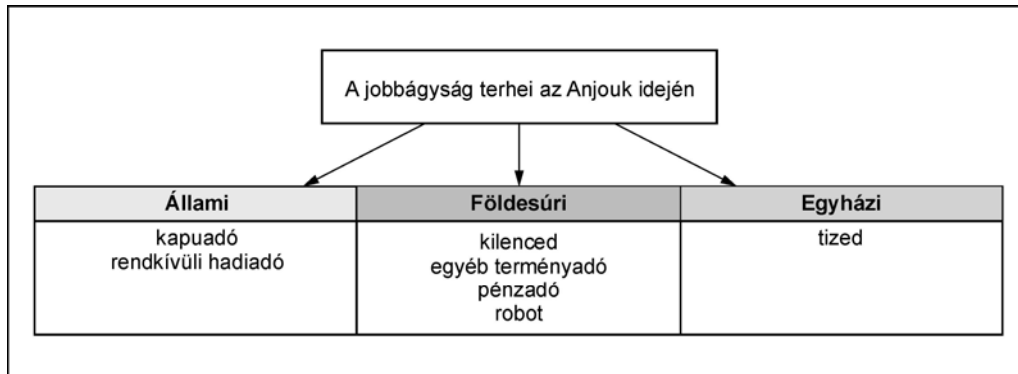 A jobbágyság terhei az Anjouk idején
Állami
kapuadó
rendkívüli hadiadó
Földesúri
kilenced
egyéb terményadó
pénzadó
robot
Egyházi
tized